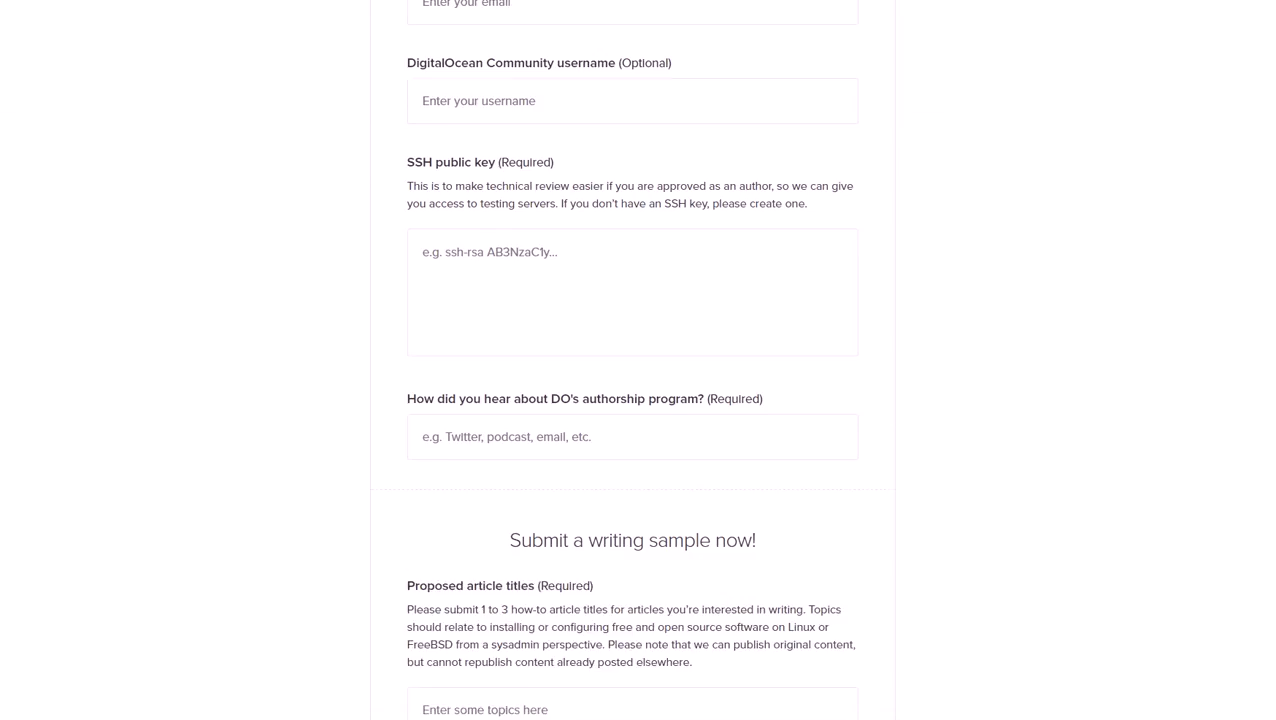 Enter your email
DigitalOcean Community username (Optional)
Enter your username
SSH public key (Required)
This is to make technical review easier if you are approved as an author, so we can give
you access to testing servers. If you don’t have an SSH key, please create one.
e.g. ssh-rsa AB3NzaC1y...
How did you hear about DO's authorship program? (Required)
e.g. Twitter, podcast, email, etc.
Submit a writing sample now!
Proposed article titles (Required)
Please submit 1 to 3 how-to article titles for articles you’re interested in writing. Topics
should relate to installing or configuring free and open source software on Linux or
FreeBSD from a sysadmin perspective. Please note that we can publish original content,
but cannot republish content already posted elsewhere.
Enter some topics here